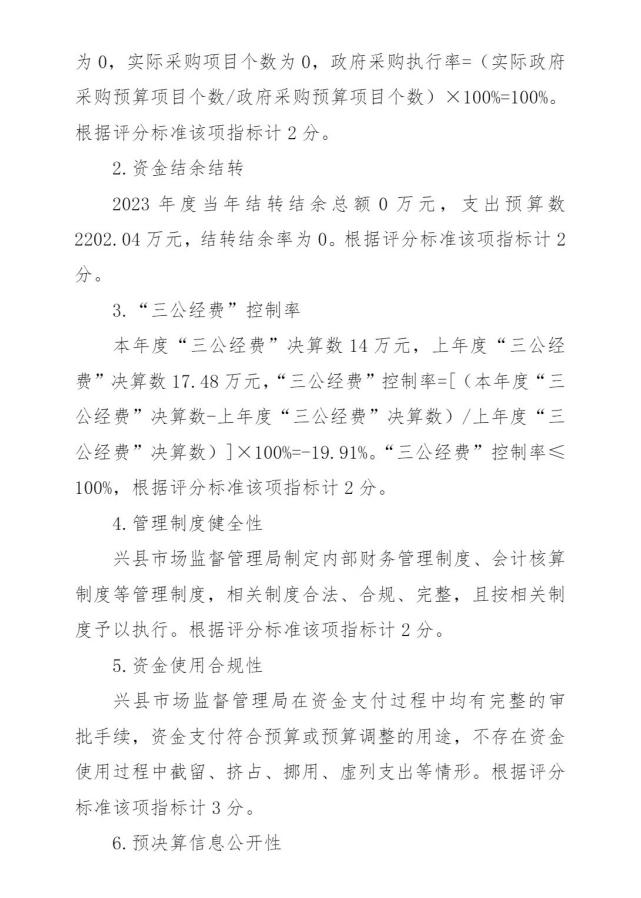 为 0，实际采购项目个数为 0，政府采购执行率=（实际政府
采购预算项目个数/政府采购预算项目个数）×100%=100%。
根据评分标准该项指标计 2 分。
2.资金结余结转
2023 年度当年结转结余总额 0 万元，支出预算数
2202.04 万元，结转结余率为 0。根据评分标准该项指标计 2
分。
3.“三公经费”控制率
本年度“三公经费”决算数 14 万元，上年度“三公经
费”决算数 17.48 万元，“三公经费”控制率=[（本年度“三
公经费”决算数-上年度“三公经费”决算数）/上年度“三
公经费”决算数）]×100%=-19.91%。“三公经费”控制率≤
100%，根据评分标准该项指标计 2 分。
4.管理制度健全性
兴县市场监督管理局制定内部财务管理制度、会计核算
制度等管理制度，相关制度合法、合规、完整，且按相关制
度予以执行。根据评分标准该项指标计 2 分。
5.资金使用合规性
兴县市场监督管理局在资金支付过程中均有完整的审
批手续，资金支付符合预算或预算调整的用途，不存在资金
使用过程中截留、挤占、挪用、虚列支出等情形。根据评分
标准该项指标计 3 分。
6.预决算信息公开性